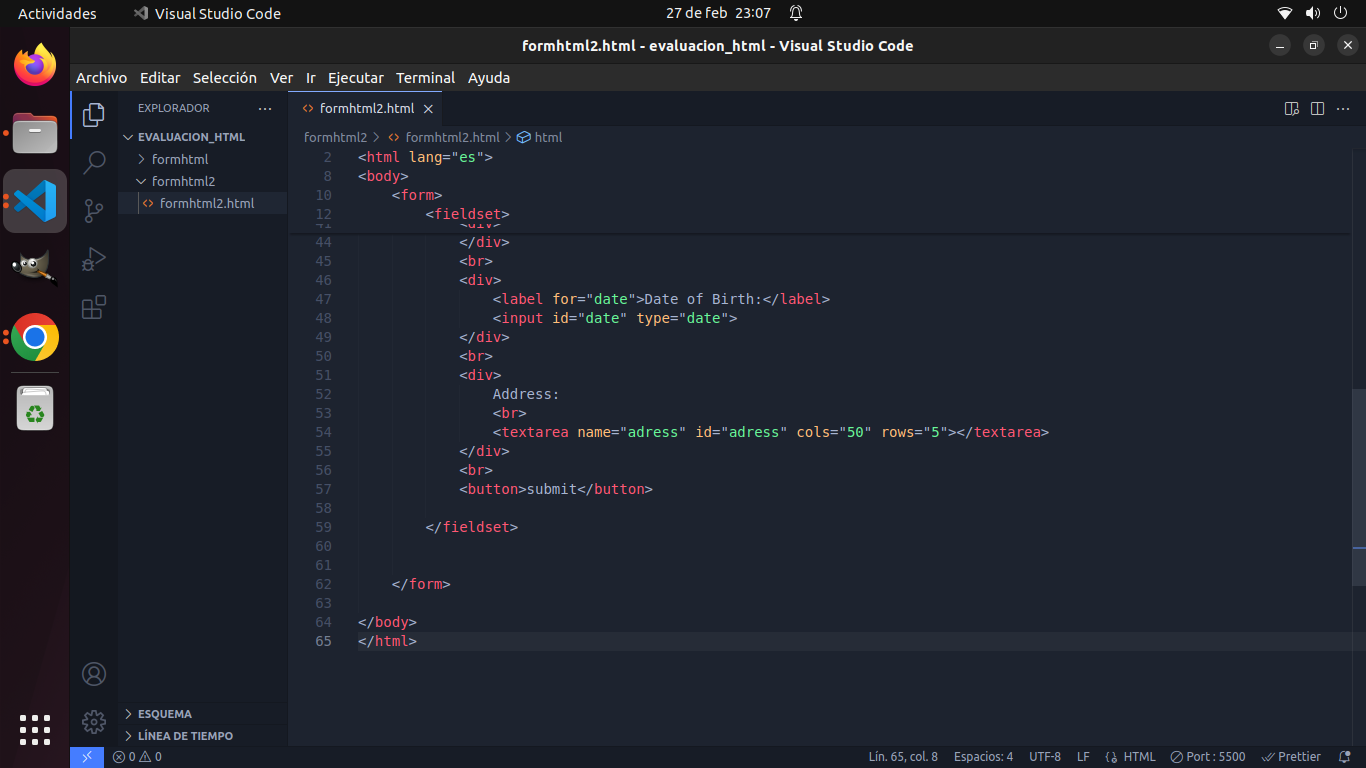 Actividades Visual Studio Code 27 de feb 23:07
formhtml2.html - evaluacion_html - Visual Studio Code
Archivo Editar Selección Ver Ir Ejecutar Terminal Ayuda
EXPLORADOR ···
EVALUACION_HTML
formhtml
formhtml2
formhtml2.html
ESQUEMA
LÍNEA DE TIEMPO
formhtml2.html
formhtml2 > formhtml2.html > html
2 <html lang="es">
8 <body>
10 <form>
12 <fieldset>
41 <div>
44 </div>
45 <br>
46 <div>
47 <label for="date">Date of Birth:</label>
48 <input id="date" type="date">
49 </div>
50 <br>
51 <div>
52 Address:
53 <br>
54 <textarea name="adress" id="adress" cols="50" rows="5"></textarea>
55 </div>
56 <br>
57 <button>submit</button>
58
59 </fieldset>
60
61
62 </form>
63
64 </body>
65 </html>
0 0 Lín. 65, col. 8 Espacios: 4 UTF-8 LF HTML Port : 5500 Prettier